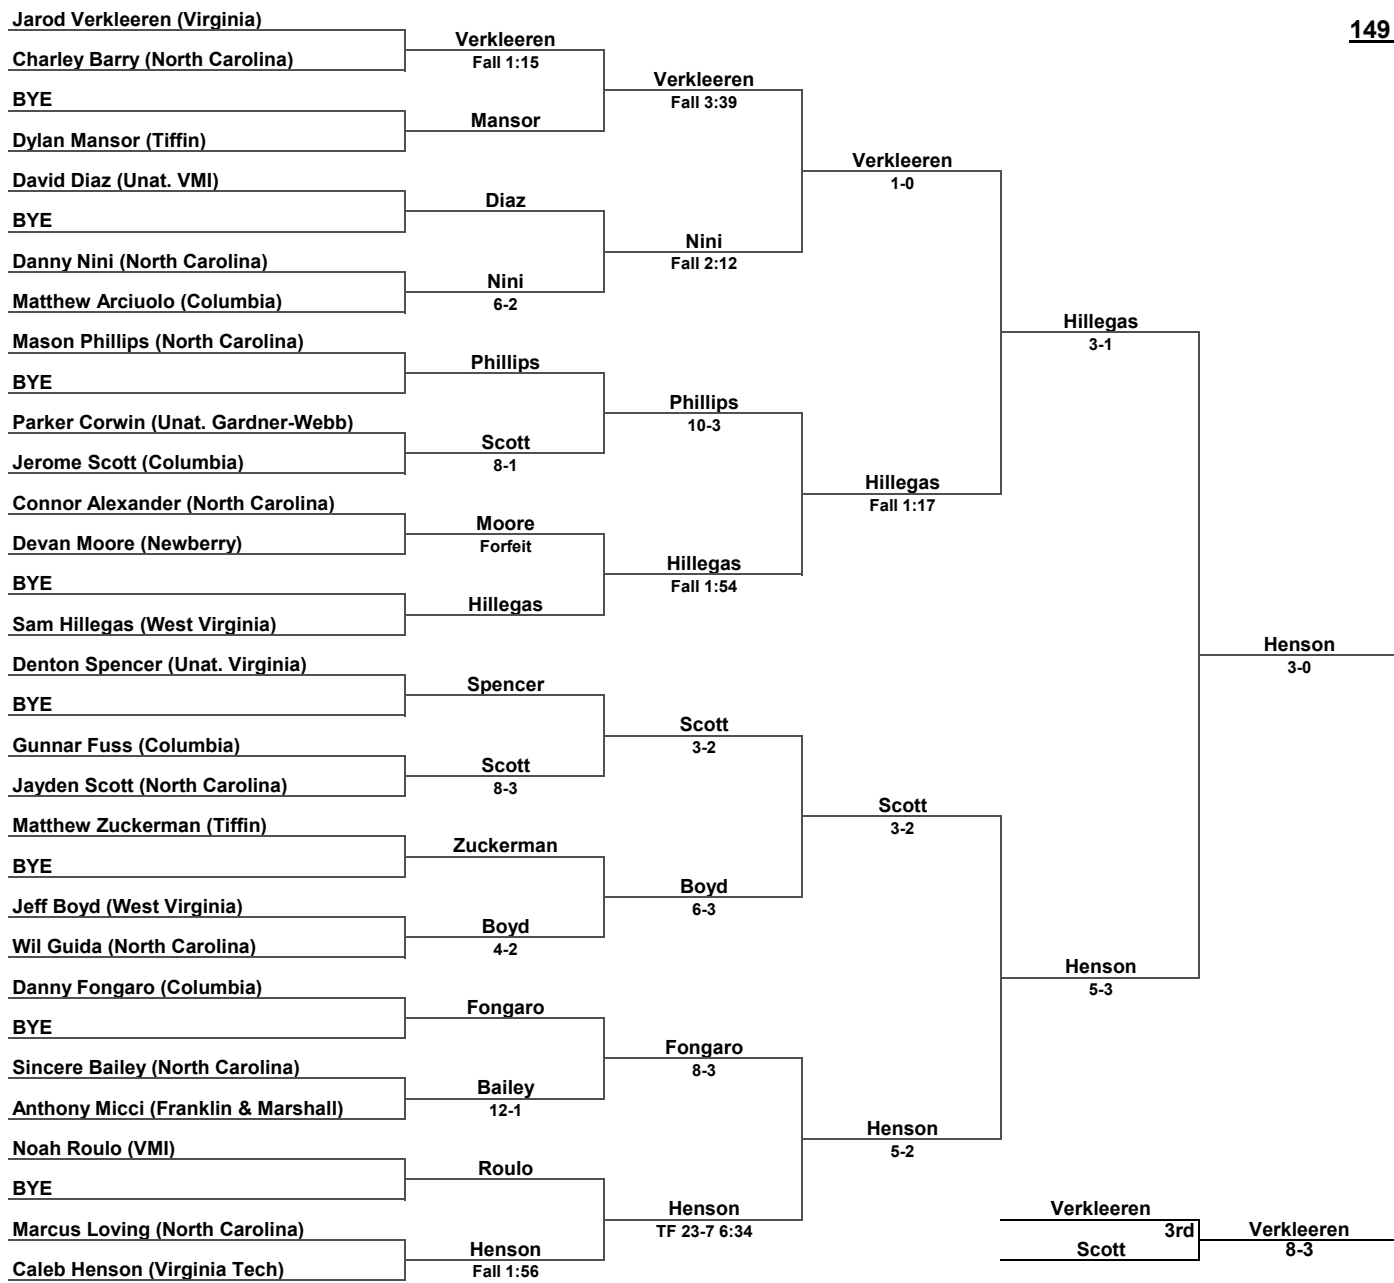 Jarod Verkleeren (Virginia)
Charley Barry (North Carolina)
BYE
Dylan Mansor (Tiffin)
David Diaz (Unat. VMI)
BYE
Danny Nini (North Carolina)
Matthew Arciuolo (Columbia)
Mason Phillips (North Carolina)
BYE
Parker Corwin (Unat. Gardner-Webb)
Jerome Scott (Columbia)
Connor Alexander (North Carolina)
Devan Moore (Newberry)
BYE
Sam Hillegas (West Virginia)
Denton Spencer (Unat. Virginia)
BYE
Gunnar Fuss (Columbia)
Jayden Scott (North Carolina)
Matthew Zuckerman (Tiffin)
BYE
Jeff Boyd (West Virginia)
Wil Guida (North Carolina)
Danny Fongaro (Columbia)
BYE
Sincere Bailey (North Carolina)
Anthony Micci (Franklin & Marshall)
Noah Roulo (VMI)
BYE
Marcus Loving (North Carolina)
Caleb Henson (Virginia Tech)
Verkleeren
Fall 1:15
Mansor
Diaz
Nini
6-2
Phillips
Scott
8-1
Moore
Forfeit
Hillegas
Spencer
Scott
8-3
Zuckerman
Boyd
4-2
Fongaro
Bailey
12-1
Roulo
Henson
Fall 1:56
Verkleeren
Fall 3:39
Nini
Fall 2:12
Phillips
10-3
Hillegas
Fall 1:54
Scott
3-2
Boyd
6-3
Fongaro
8-3
Henson
TF 23-7 6:34
Verkleeren
1-0
Hillegas
Fall 1:17
Scott
3-2
Henson
5-2
Hillegas
3-1
Henson
5-3
Henson
3-0
149
Verkleeren
3rd
Scott
Verkleeren
8-3